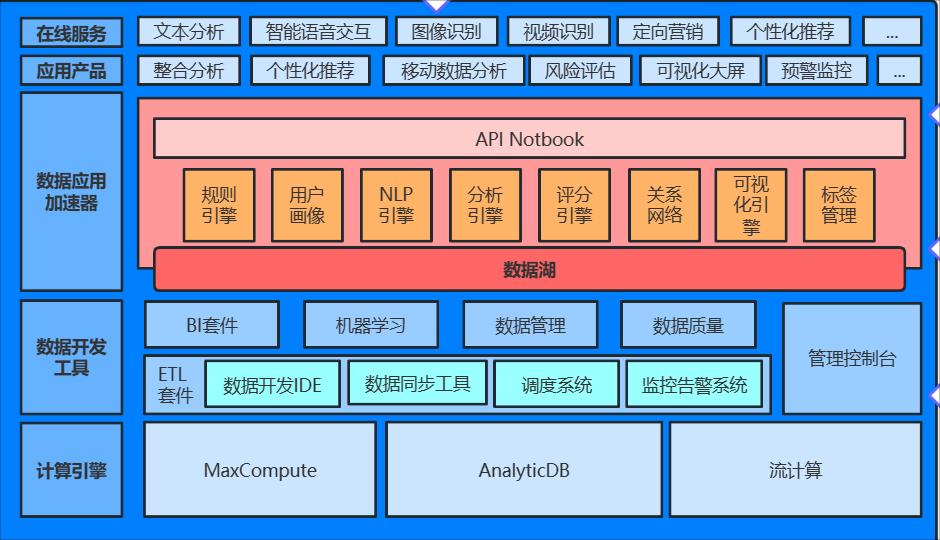 在线服务
文本分析
智能语音交互
图像识别
视频识别
定向营销
个性化推荐
...
应用产品
整合分析
个性化推荐
移动数据分析
风险评估
可视化大屏
预警监控
...
数据应用
加速器
API Notbook
规则
引擎
用户
画像
NLP
引擎
分析
引擎
评分
引擎
关系
网络
可视
化引
擎
标签
管理
数据湖
数据开发
工具
BI套件
机器学习
数据管理
数据质量
管理控制台
ETL
套件
数据开发IDE
数据同步工具
调度系统
监控告警系统
计算引擎
MaxCompute
AnalyticDB
流计算